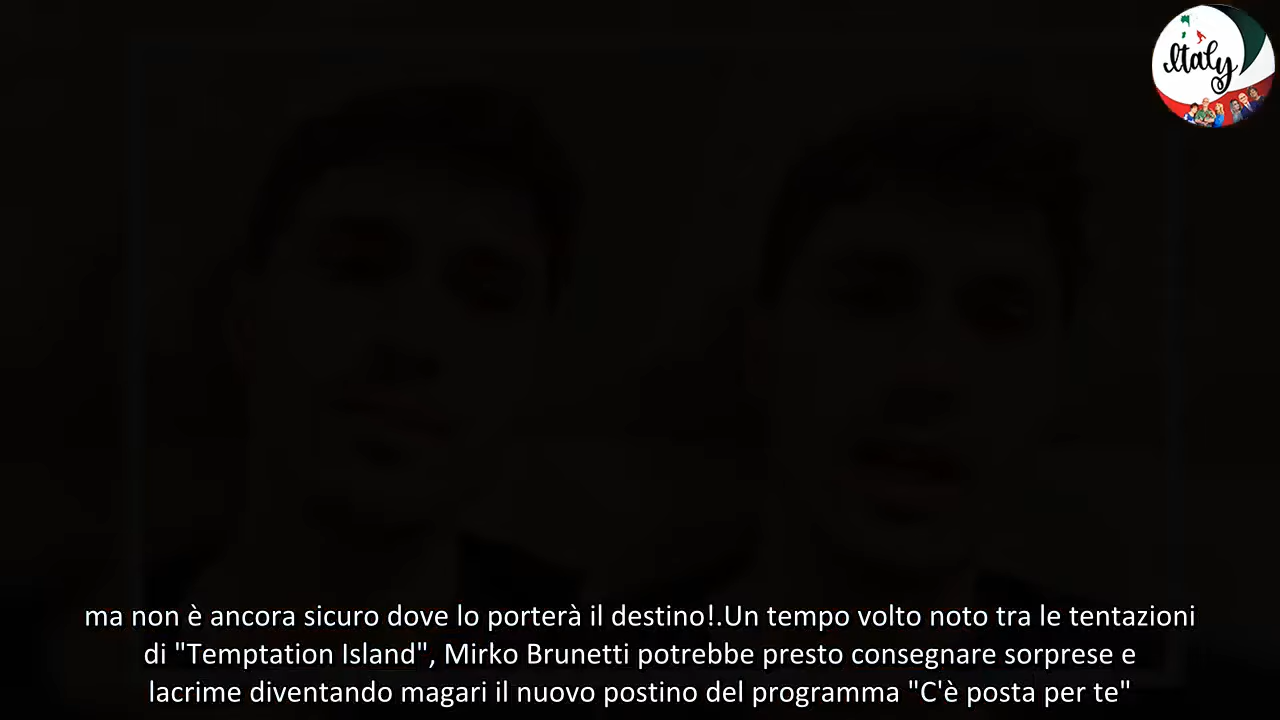 Italy
ma non è ancora sicuro dove lo porterà il destino!.Un tempo volto noto tra le tentazioni
di "Temptation Island", Mirko Brunetti potrebbe presto consegnare sorprese e
lacrime diventando magari il nuovo postino del programma "C'è posta per te"